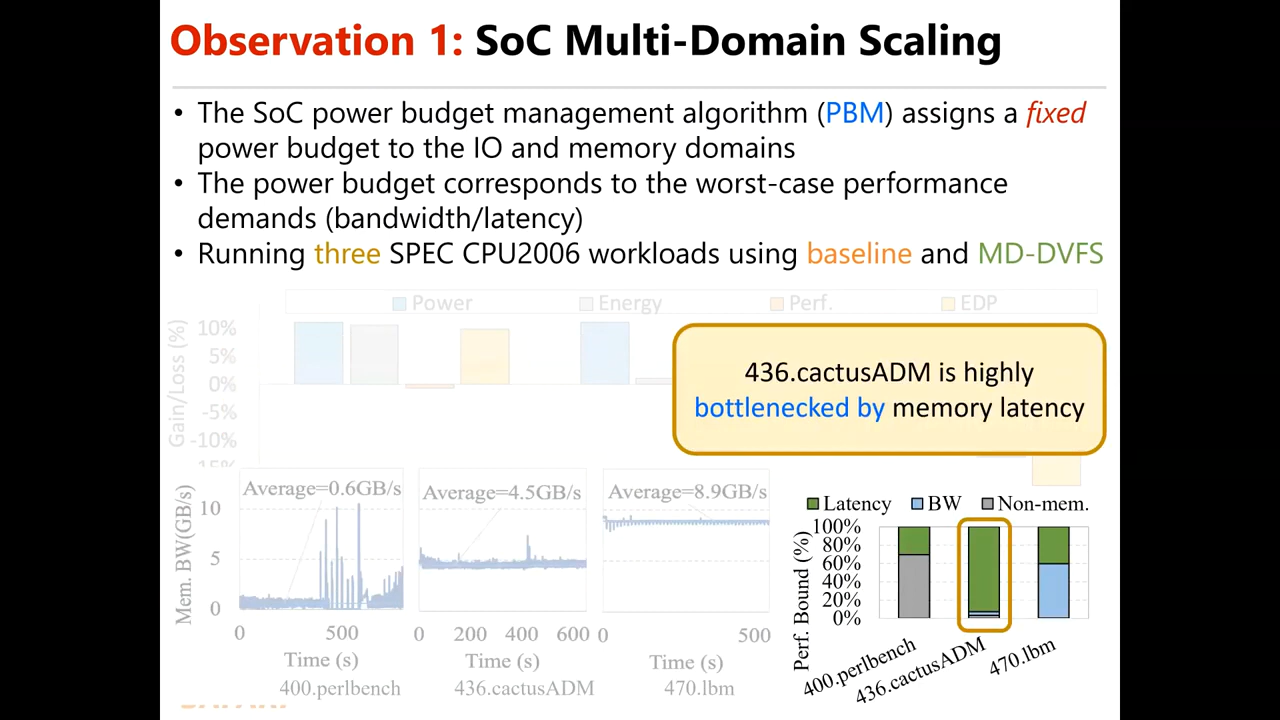 Observation 1: SoC Multi-Domain Scaling
• The SoC power budget management algorithm (PBM) assigns a fixed
power budget to the IO and memory domains
• The power budget corresponds to the worst-case performance
demands (bandwidth/latency)
• Running three SPEC CPU2006 workloads using baseline and MD-DVFS
Power Energy Perf. EDP
Gain/Loss (%)
10%
5%
0%
-5%
-10%
436.cactusADM is highly
bottlenecked by memory latency
Mem. BW(GB/s)
10
5
0
Average=0.6GB/s
0 500
Time (s)
400.perlbench
Average=4.5GB/s
0 200 400 600
Time (s)
436.cactusADM
Average=8.9GB/s
0 500
Time (s)
470.lbm
Latency BW Non-mem.
Perf. Bound (%)
100%
80%
60%
40%
20%
0%
400.perlbench
436.cactusADM
470.lbm